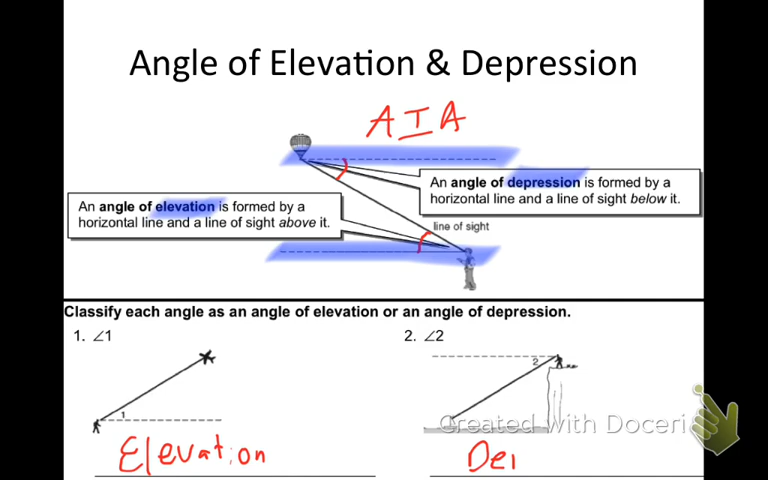 Angle of Elevation & Depression
AIA
An angle of depression is formed by a
horizontal line and a line of sight below it.
An angle of elevation is formed by a
horizontal line and a line of sight above it.
line of sight
Classify each angle as an angle of elevation or an angle of depression.
1. ∠1
2. ∠2
2
1
Created with Doceri
Elevation
Dep